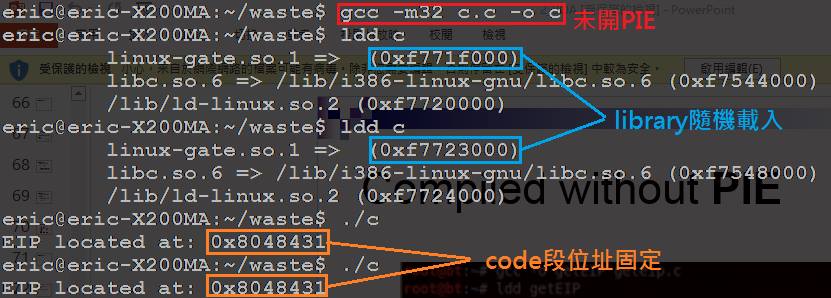 eric@eric-X200MA:~/waste$ gcc -m32 c.c -o c 未開PIE
PowerPoint
eric@eric-X200MA:~/waste$ ldd c
linux-gate.so.1 => (0xf771f000)
libc.so.6 => /lib/i386-linux-gnu/libc.so.6 (0xf7544000)
66
/lib/ld-linux.so.2 (0xf7720000)
library隨機載入
eric@eric-X200MA:~/waste$ ldd c
linux-gate.so.1 => (0xf7723000)
libc.so.6 => /lib/i386-linux-gnu/libc.so.6 (0xf7548000)
/lib/ld-linux.so.2 (0xf7724000)
Compiled without PIE
eric@eric-X200MA:~/waste$ ./c
EIP located at: 0x8048431
code段位址固定
eric@eric-X200MA:~/waste$ ./c
EIP located at: 0x8048431
root@bt:~# ldd getEIP